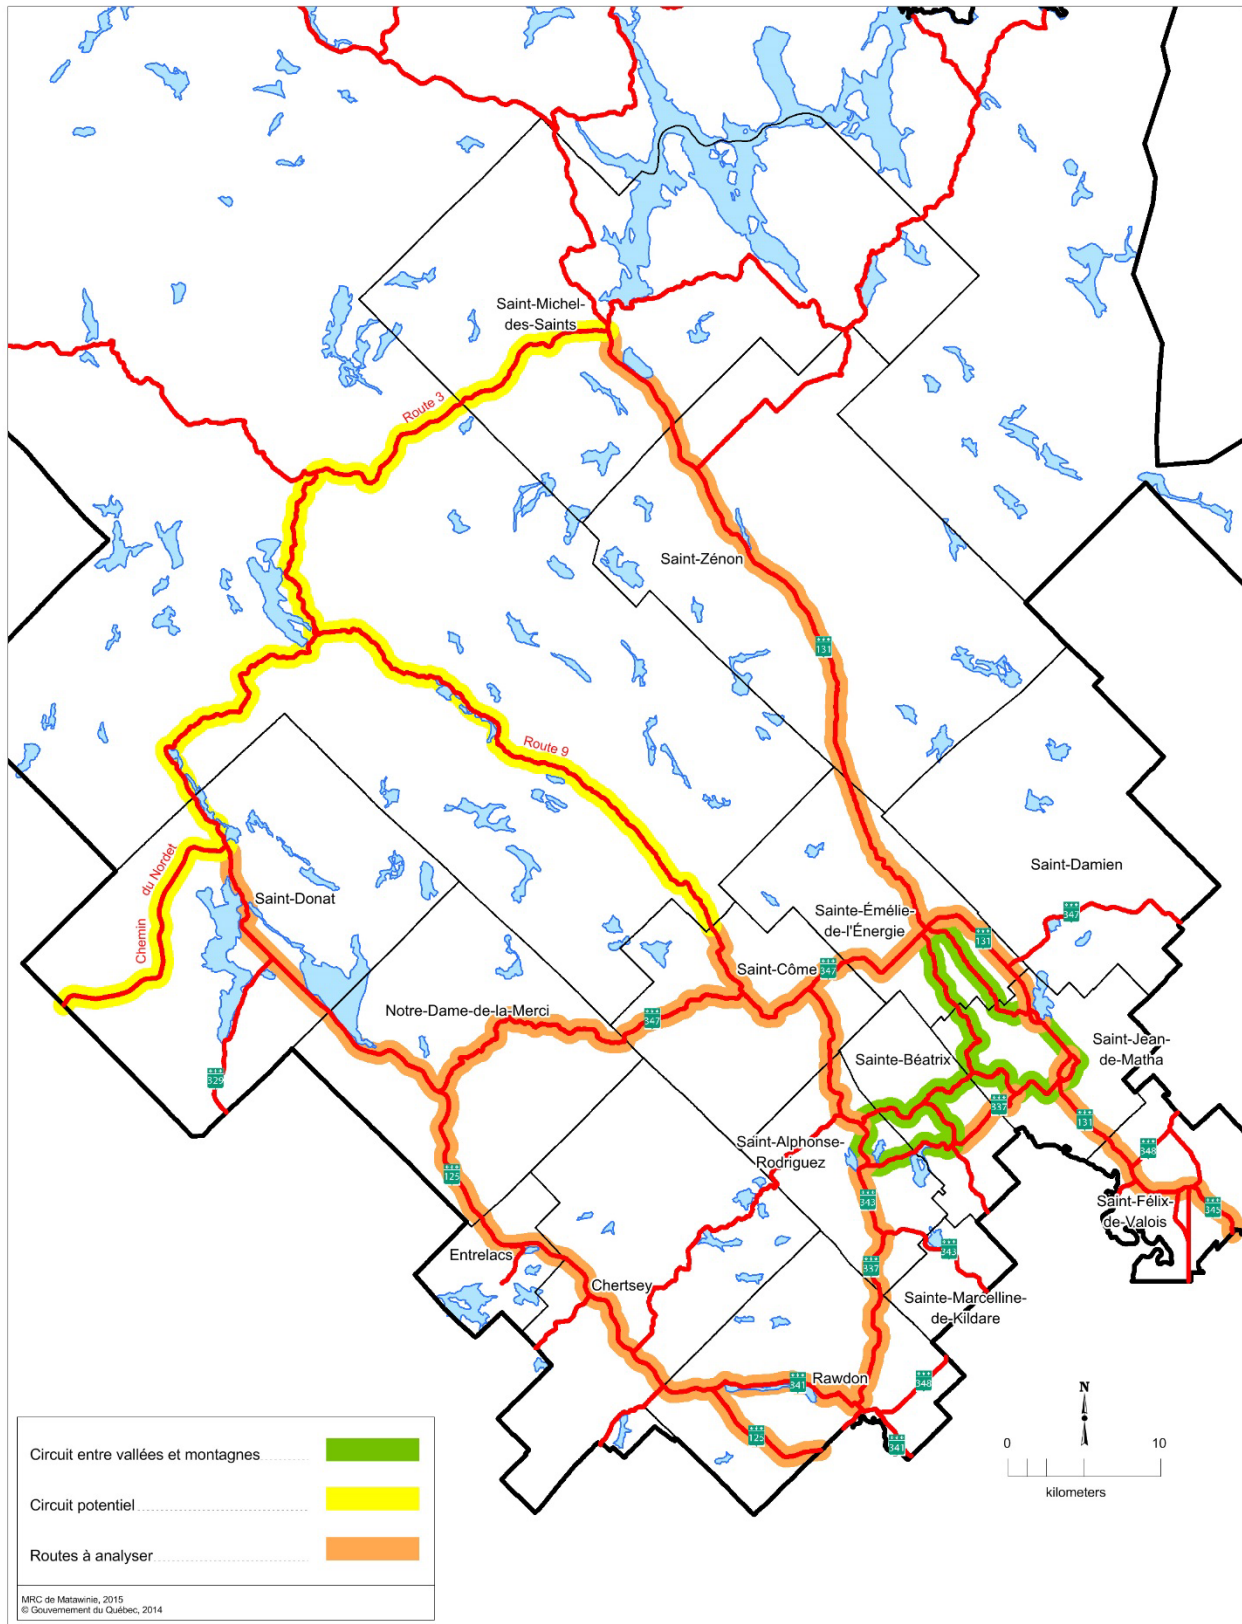 Saint-Michel-
des-Saints
Route 3
Saint-Zénon
131
Route 9
Chemin
du Nordet
Saint-Donat
Saint-Damien
347
Sainte-Émélie-
de-l'Énergie
131
Saint-Côme
347
Notre-Dame-de-la-Merci
347
329
Sainte-Béatrix
Saint-Jean-
de-Matha
337
131
Saint-Alphonse-
Rodriguez
348
125
343
Saint-Félix-
de-Valois
345
Entrelacs
343
337
Chertsey
Sainte-Marcelline-
de-Kildare
Rawdon
341
348
125
341
N
0 10
kilometers
Circuit entre vallées et montagnes
Circuit potentiel
Routes à analyser
MRC de Matawinie, 2015
© Gouvernement du Québec, 2014